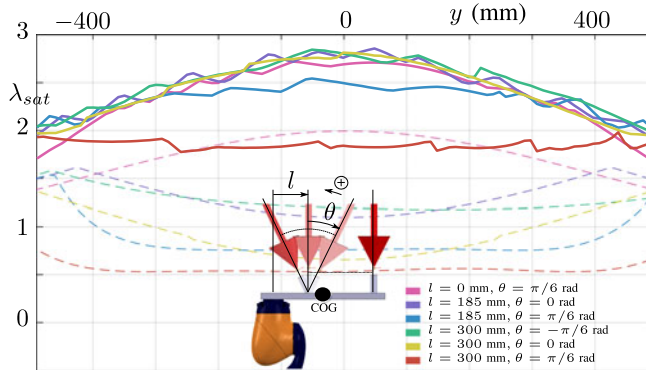 3 −400 0 y (mm) 400
λsat
2
l ⊕
θ
1
COG
0
l = 0 mm, θ = π/6 rad
l = 185 mm, θ = 0 rad
l = 185 mm, θ = π/6 rad
l = 300 mm, θ = −π/6 rad
l = 300 mm, θ = 0 rad
l = 300 mm, θ = π/6 rad